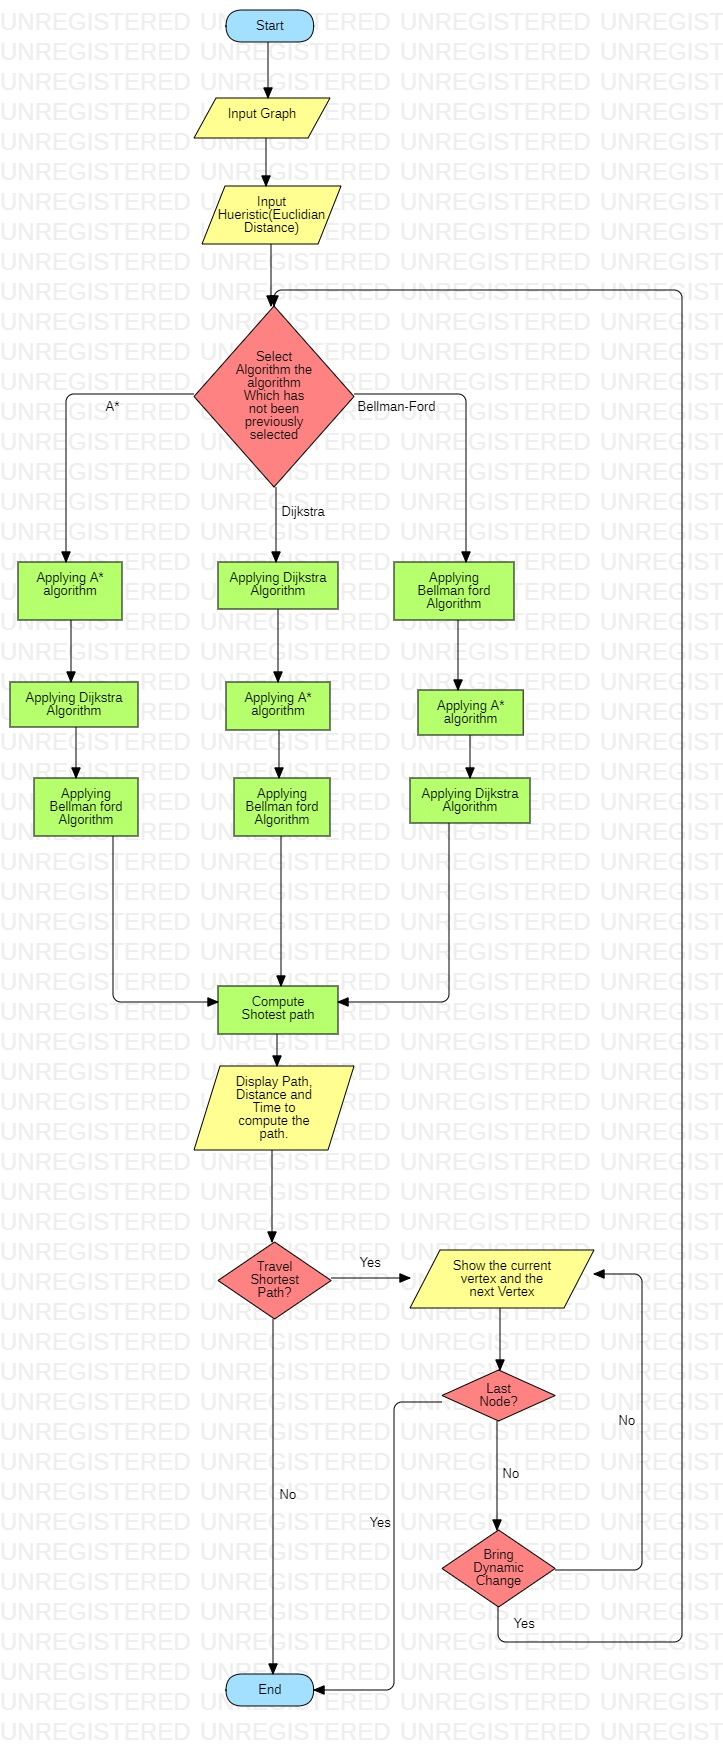 UNREGISTERED UNREGISTERED UNREGISTERED UNREGIST
Start
Input Graph
Input
Hueristic(Euclidian
Distance)
Select
Algorithm the
algorithm
Which has
not been
previously
selected
A*
Bellman-Ford
Dijkstra
Applying A*
algorithm
Applying Dijkstra
Algorithm
Applying
Bellman ford
Algorithm
Applying Dijkstra
Algorithm
Applying A*
algorithm
Applying A*
algorithm
Applying
Bellman ford
Algorithm
Applying
Bellman ford
Algorithm
Applying Dijkstra
Algorithm
Compute
Shotest path
Display Path,
Distance and
Time to
compute the
path.
Travel
Shortest
Path?
Yes
Show the current
vertex and the
next Vertex
Last
Node?
No
No
No
Yes
Bring
Dynamic
Change
Yes
End